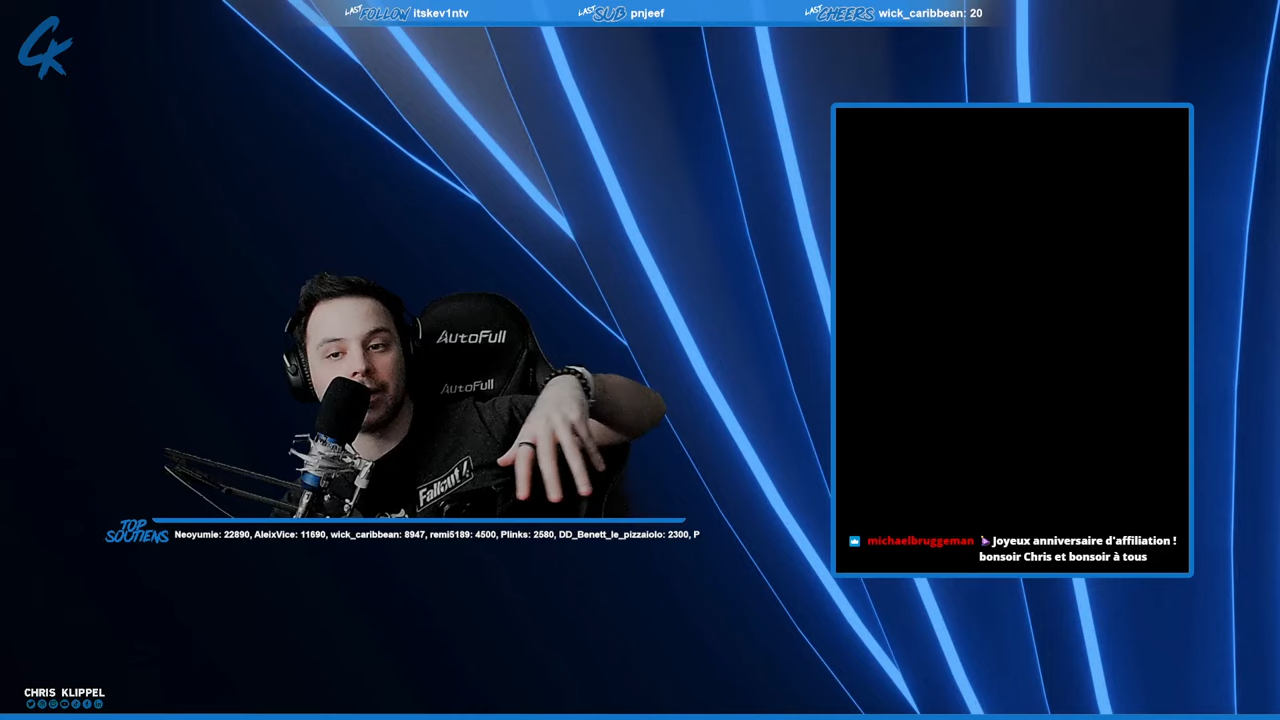 LAST FOLLOW itskev1ntv
LAST SUB pnjeef
LAST CHEERS wick_caribbean: 20
CK
AutoFull
AutoFull
Fallout 4
TOP SOUTIENS
Neoyumie: 22890, AleixVice: 11690, wick_caribbean: 8947, remi5189: 4500, Plinks: 2580, DD_Benett_le_pizzaiolo: 2300, P
michaelbruggeman Joyeux anniversaire d'affiliation !
bonsoir Chris et bonsoir à tous
CHRIS KLIPPEL